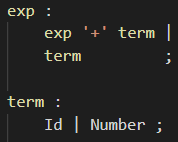 exp :
exp '+' term |
term ;
term :
Id | Number ;